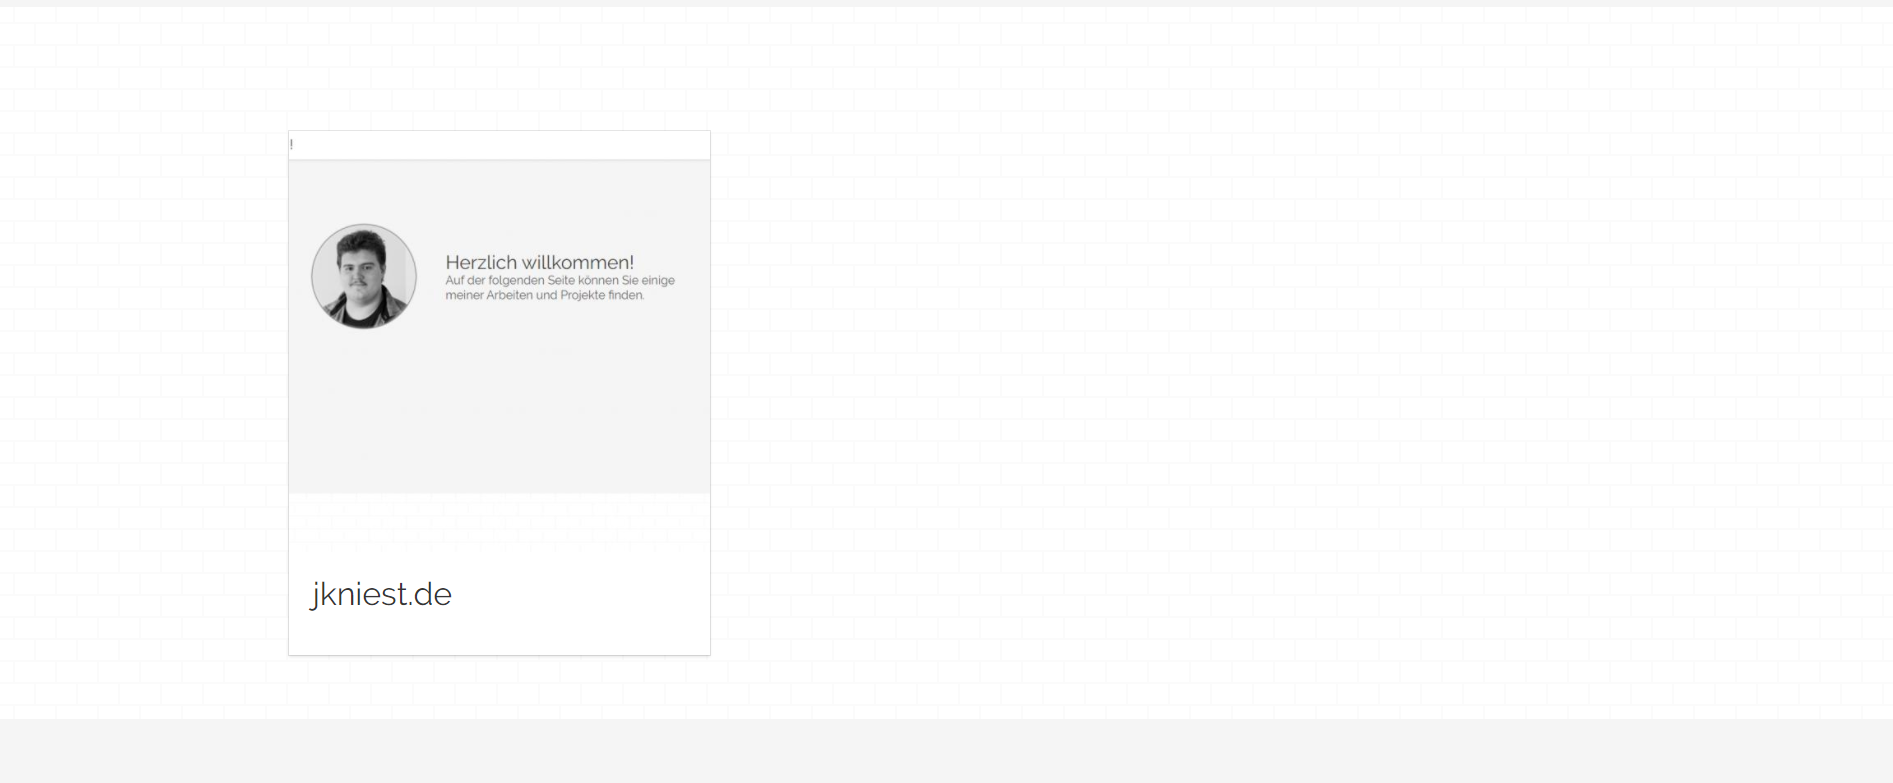 !
Herzlich willkommen!
Auf der folgenden Seite können Sie einige
meiner Arbeiten und Projekte finden.
jkniest.de